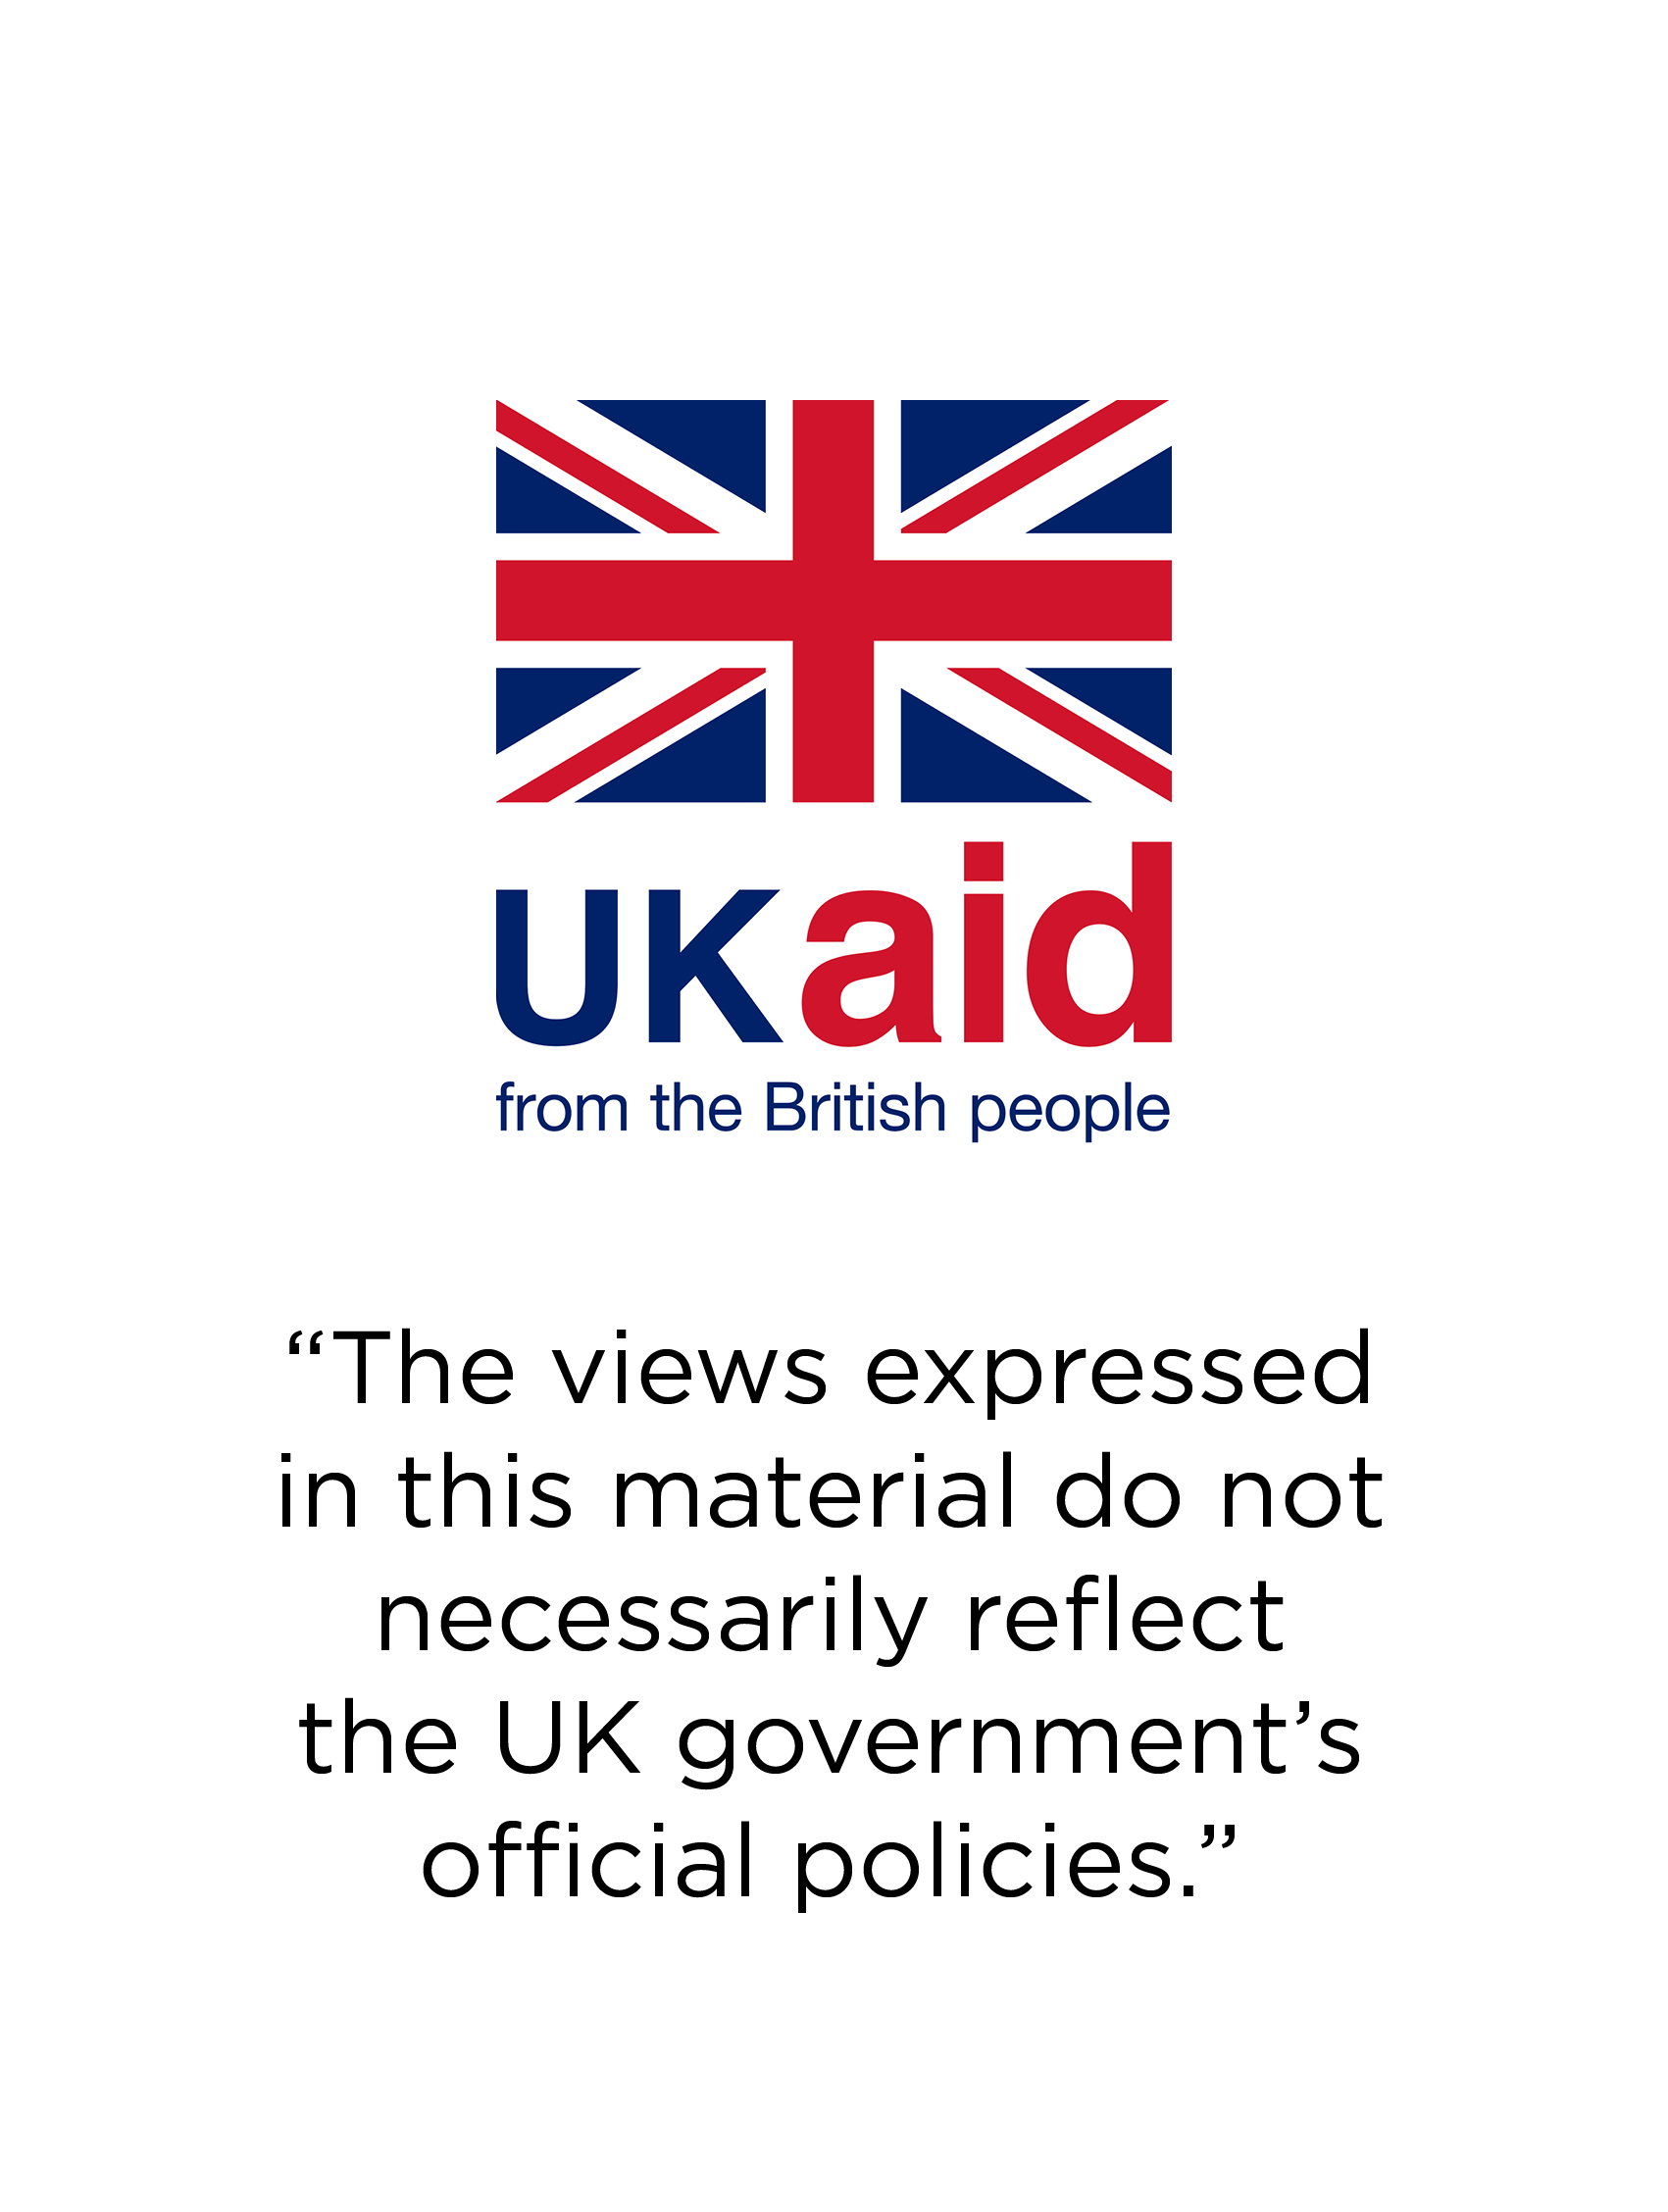 UKaid
from the British people
“The views expressed
in this material do not
necessarily reflect
the UK government’s
official policies.”